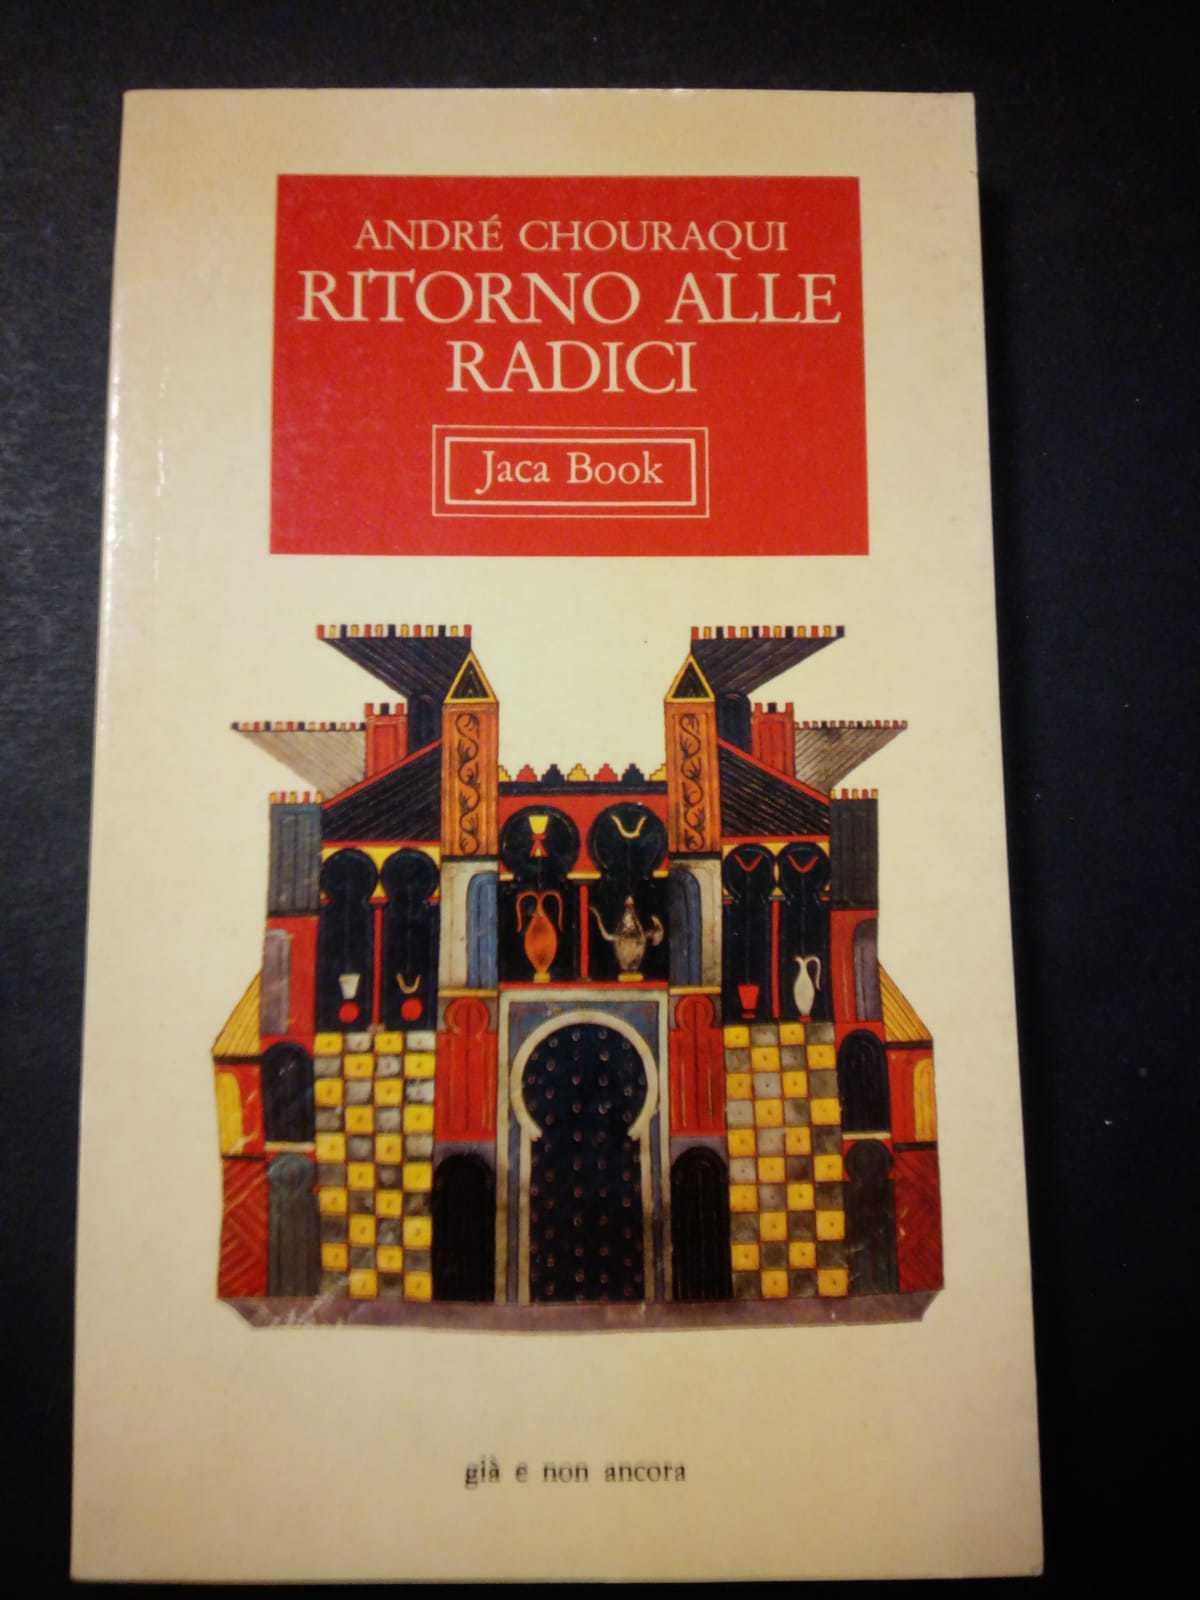 ANDRÉ CHOURAQUI
RITORNO ALLE
RADICI
Jaca Book
già e non ancora